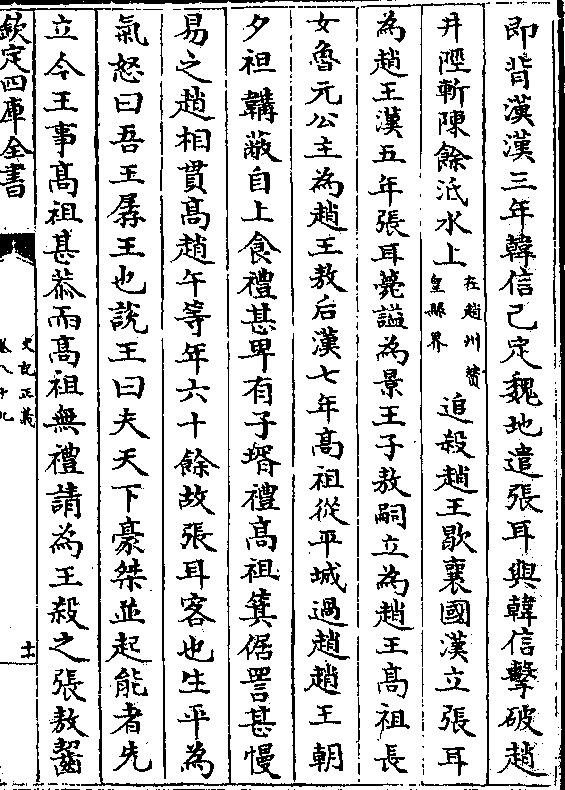 即背漢漢三年韓信已定魏地遣張耳與韓信擊破趙
井陘斬陳餘泜水上在趙州贊皇縣界追殺趙王歇襄國漢立張耳
為趙王漢五年張耳薨諡為景王子敖嗣立為趙王高祖長
女魯元公主為趙王敖后漢七年高祖從平城過趙趙王朝
夕袒韝蔽自上食禮甚卑有子壻禮高祖箕倨詈甚慢
易之趙相貫高趙午等年六十餘故張耳客也生平為
氣怒曰吾王孱王也說王曰夫天下豪桀並起能者先
立今王事高祖甚恭而高祖無禮請為王殺之張敖齧
欽定四庫全書
史記正義
卷八十九
十